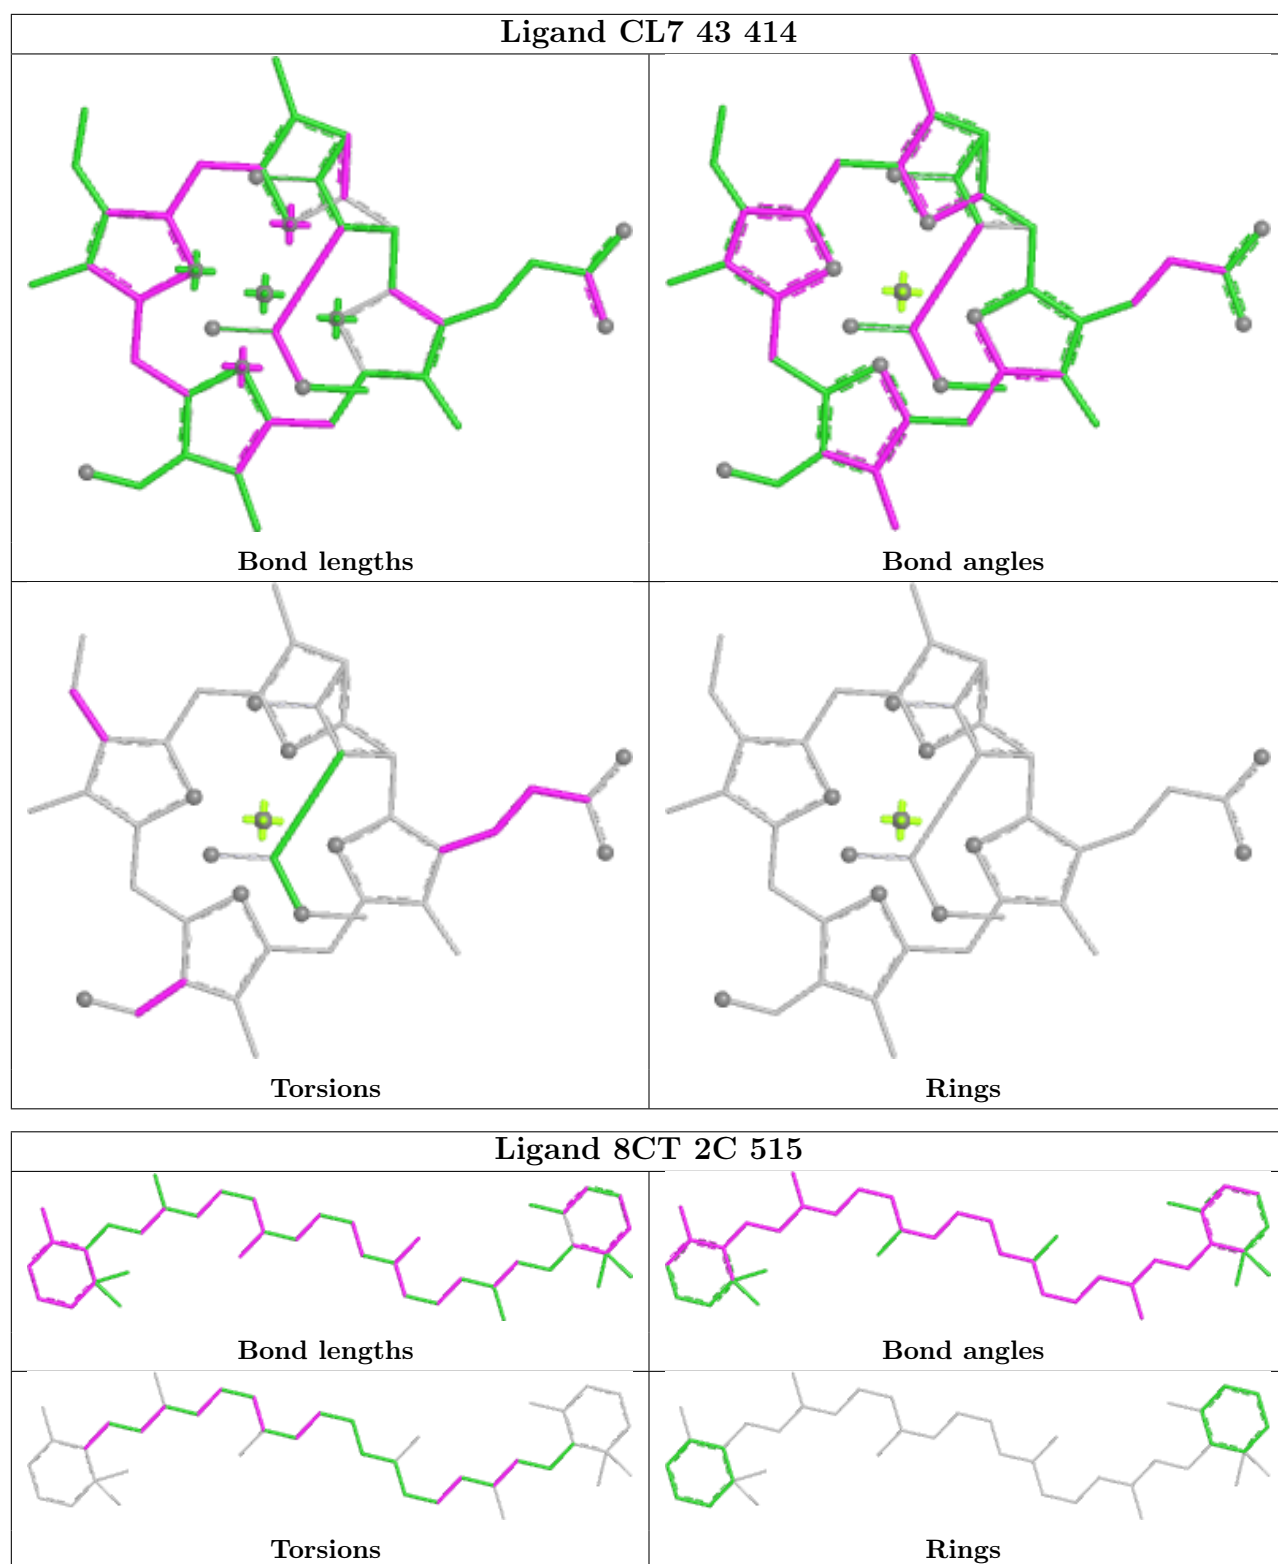 Ligand CL7 43 414
Bond lengths
Bond angles
Torsions
Rings
Ligand 8CT 2C 515
Bond lengths
Bond angles
Torsions
Rings